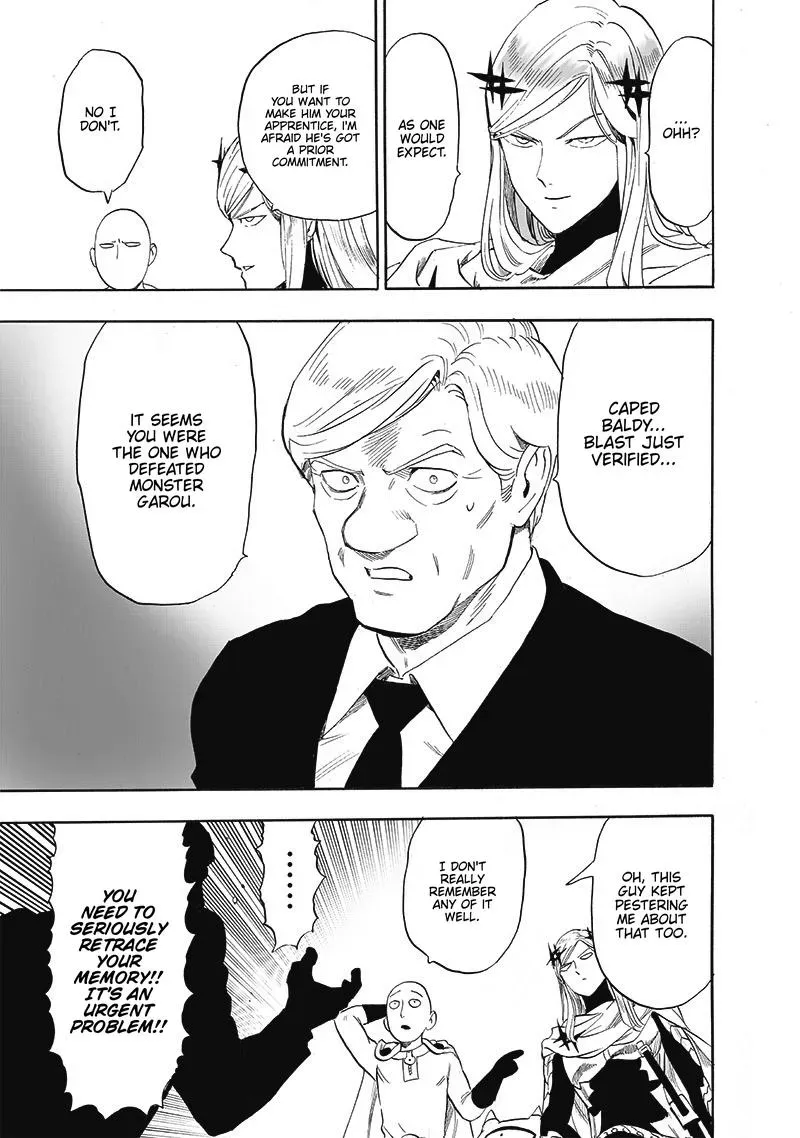 ...
OHH?
AS ONE
WOULD
EXPECT.
BUT IF
YOU WANT TO
MAKE HIM YOUR
APPRENTICE, I'M
AFRAID HE'S GOT
A PRIOR
COMMITMENT.
NO I
DON'T.
CAPED
BALDY...
BLAST JUST
VERIFIED...
IT SEEMS
YOU WERE
THE ONE WHO
DEFEATED
MONSTER
GAROU.
OH, THIS
GUY KEPT
PESTERING
ME ABOUT
THAT TOO.
I DON'T
REALLY
REMEMBER
ANY OF IT
WELL.
......
YOU
NEED TO
SERIOUSLY
RETRACE
YOUR
MEMORY!!
IT'S AN
URGENT
PROBLEM!!